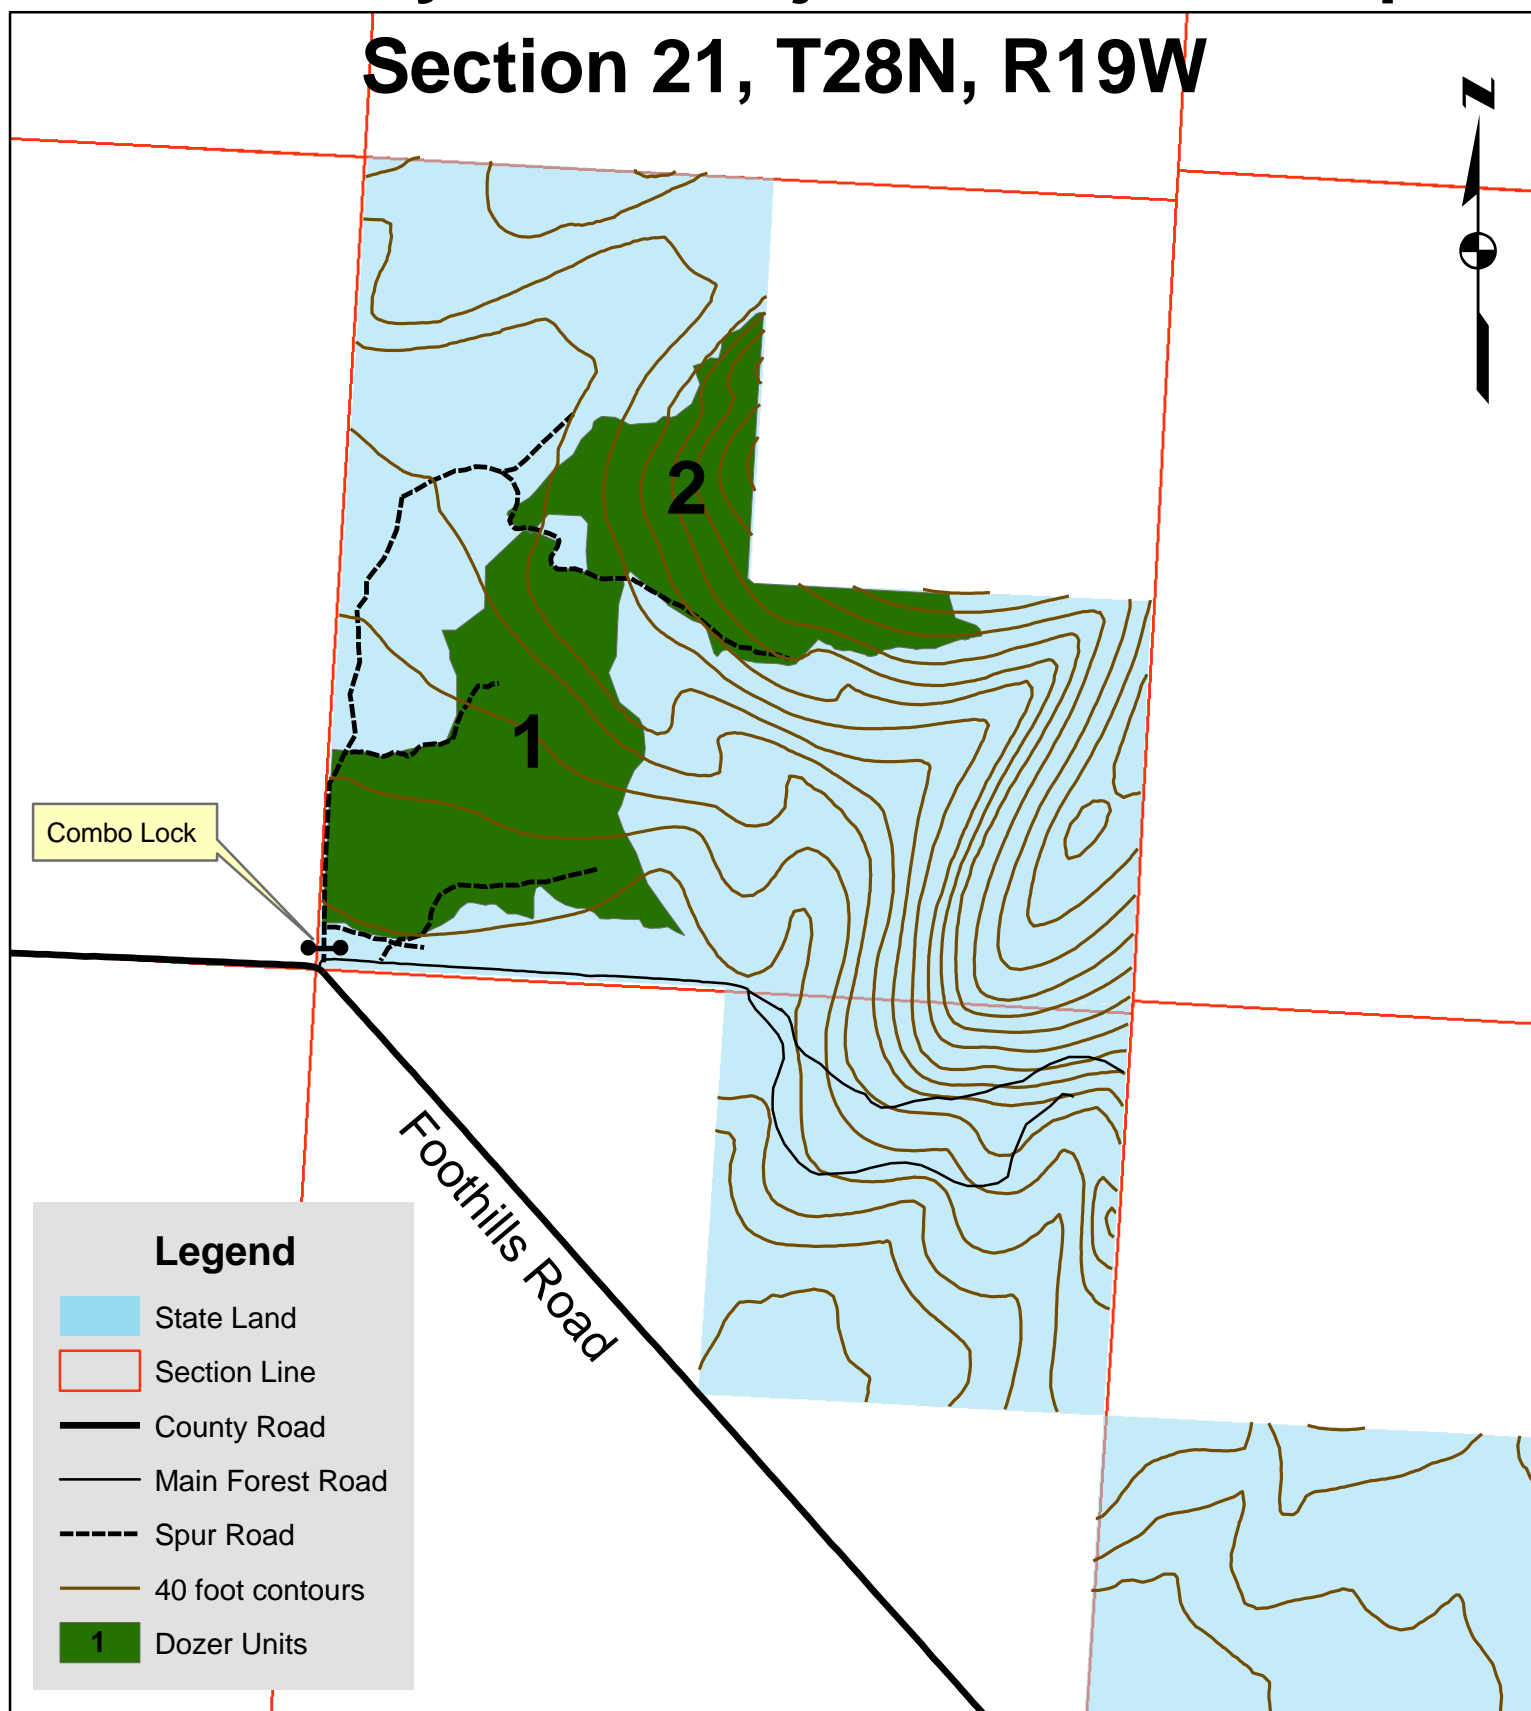 Section 21, T28N, R19W
N
2
1
Combo Lock
Foothills Road
Legend
State Land
Section Line
County Road
Main Forest Road
Spur Road
40 foot contours
1 Dozer Units